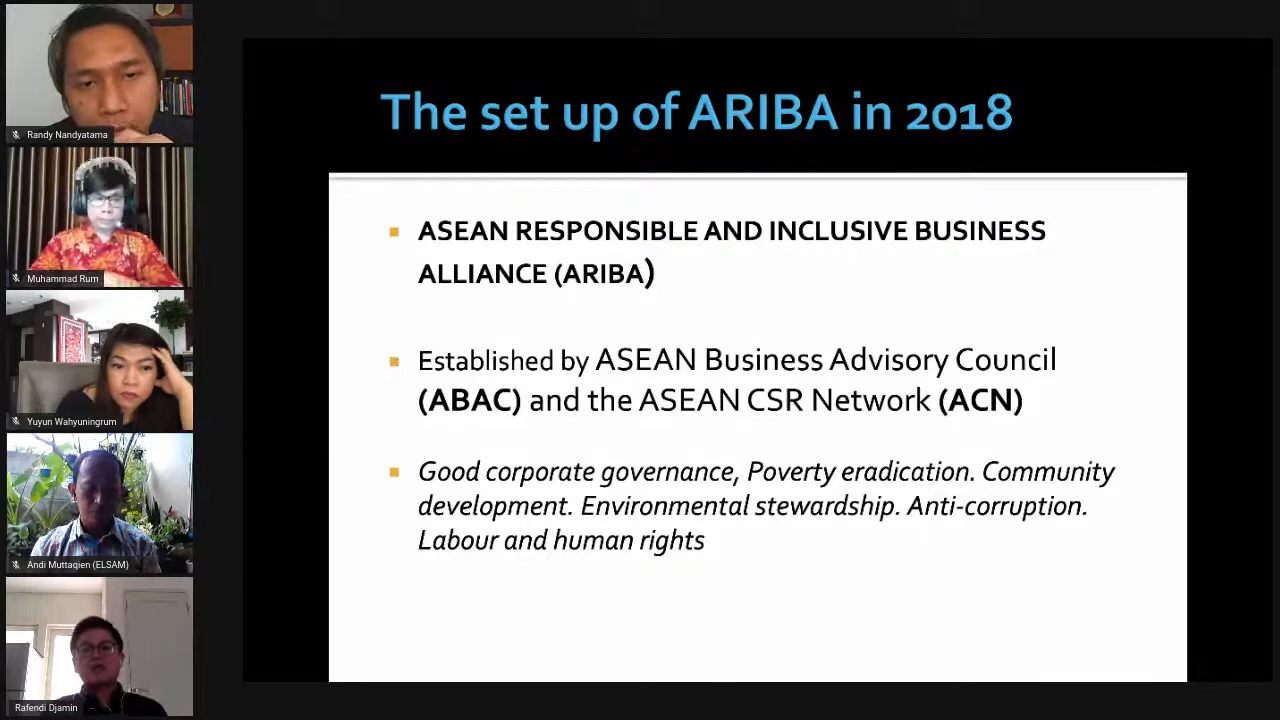 Randy Nandyatama
Muhammad Rum
Yuyun Wahyuningrum
Andi Muttaqien (ELSAM)
Rafendi Djamin
The set up of ARIBA in 2018
ASEAN RESPONSIBLE AND INCLUSIVE BUSINESS
ALLIANCE (ARIBA)
Established by ASEAN Business Advisory Council
(ABAC) and the ASEAN CSR Network (ACN)
Good corporate governance, Poverty eradication. Community
development. Environmental stewardship. Anti-corruption.
Labour and human rights